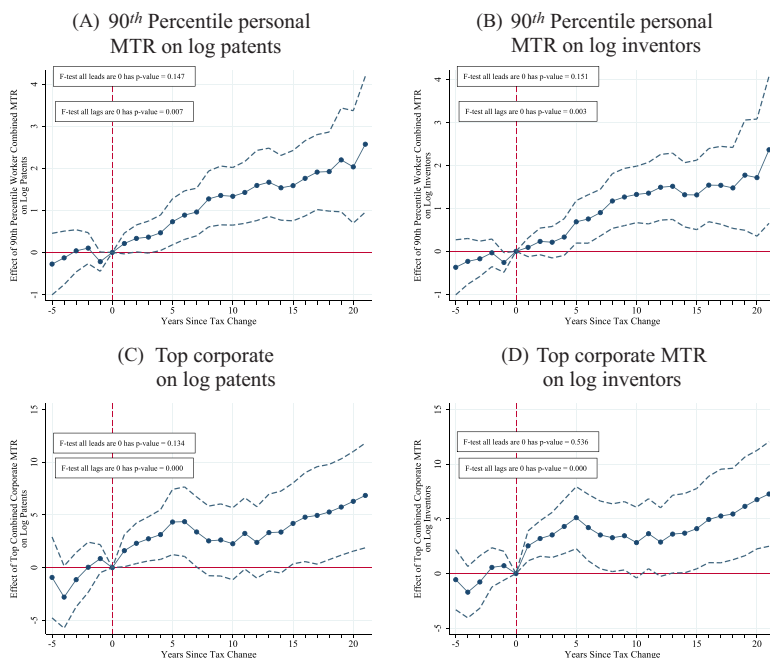 (A) 90th Percentile personal
MTR on log patents
F-test all leads are 0 has p-value = 0.147
F-test all lags are 0 has p-value = 0.007
Effect of 90th Percentile Worker Combined MTR
on Log Patents
4
3
2
1
0
-1
-5
0
5
10
15
20
Years Since Tax Change
(B) 90th Percentile personal
MTR on log inventors
F-test all leads are 0 has p-value = 0.151
F-test all lags are 0 has p-value = 0.003
Effect of 90th Percentile Worker Combined MTR
on Log Inventors
4
3
2
1
0
-1
-5
0
5
10
15
20
Years Since Tax Change
(C) Top corporate
on log patents
F-test all leads are 0 has p-value = 0.134
F-test all lags are 0 has p-value = 0.000
Effect of Top Combined Corporate MTR
on Log Patents
15
10
5
0
-5
-5
0
5
10
15
20
Years Since Tax Change
(D) Top corporate MTR
on log inventors
F-test all leads are 0 has p-value = 0.536
F-test all lags are 0 has p-value = 0.000
Effect of Top Combined Corporate MTR
on Log Inventors
15
10
5
0
-5
-5
0
5
10
15
20
Years Since Tax Change